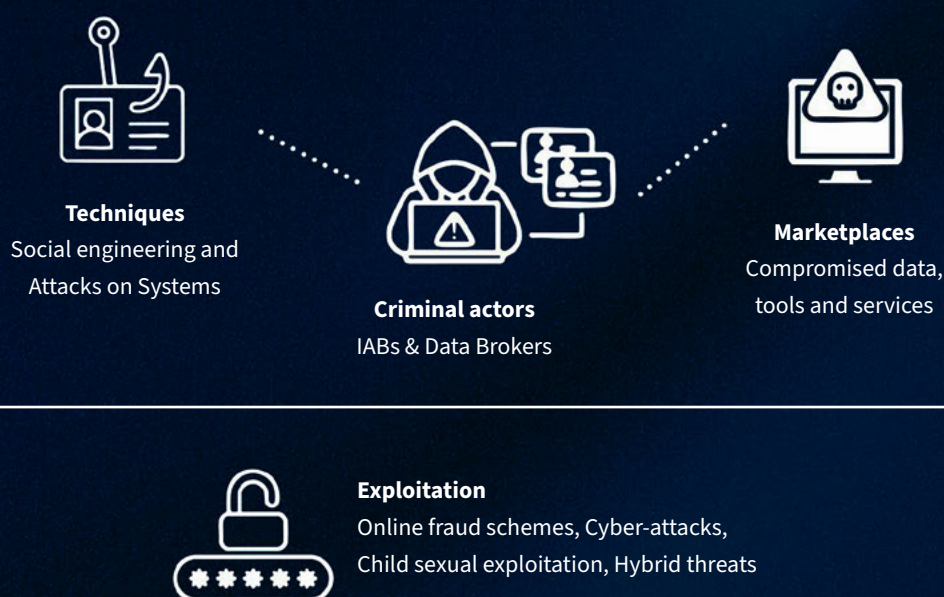 Techniques
Social engineering and
Attacks on Systems
Criminal actors
IABs & Data Brokers
Marketplaces
Compromised data,
tools and services
Exploitation
Online fraud schemes, Cyber-attacks,
Child sexual exploitation, Hybrid threats